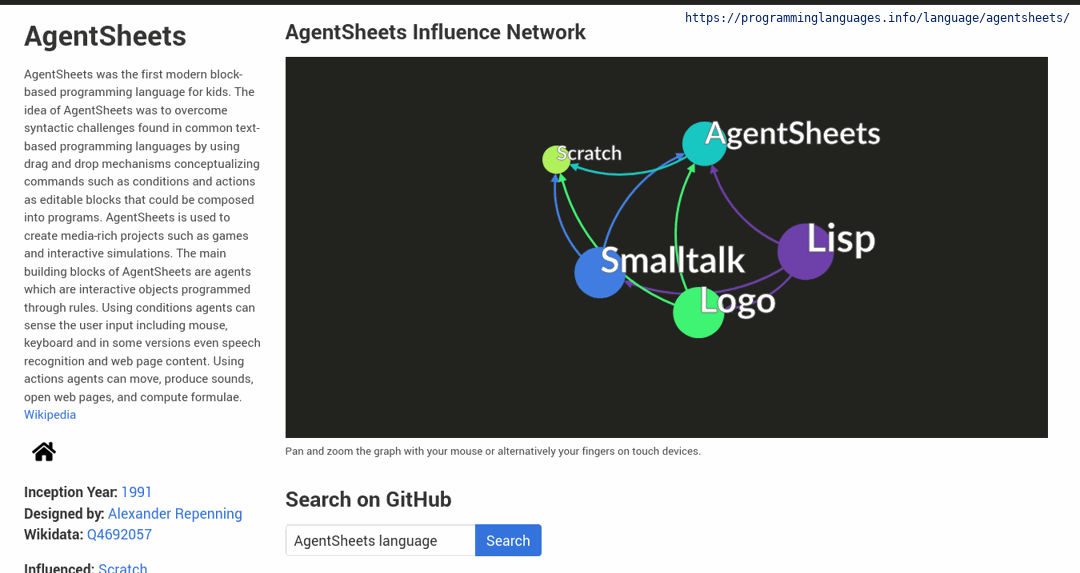 https://programminglanguages.info/language/agentsheets/
AgentSheets
AgentSheets was the first modern block-
based programming language for kids. The
idea of AgentSheets was to overcome
syntactic challenges found in common text-
based programming languages by using
drag and drop mechanisms conceptualizing
commands such as conditions and actions
as editable blocks that could be composed
into programs. AgentSheets is used to
create media-rich projects such as games
and interactive simulations. The main
building blocks of AgentSheets are agents
which are interactive objects programmed
through rules. Using conditions agents can
sense the user input including mouse,
keyboard and in some versions even speech
recognition and web page content. Using
actions agents can move, produce sounds,
open web pages, and compute formulae.
Wikipedia
Inception Year: 1991
Designed by: Alexander Repenning
Wikidata: Q4692057
Influenced: Scratch
AgentSheets Influence Network
AgentSheets
Scratch
Lisp
Smalltalk
Logo
Pan and zoom the graph with your mouse or alternatively your fingers on touch devices.
Search on GitHub
AgentSheets language
Search